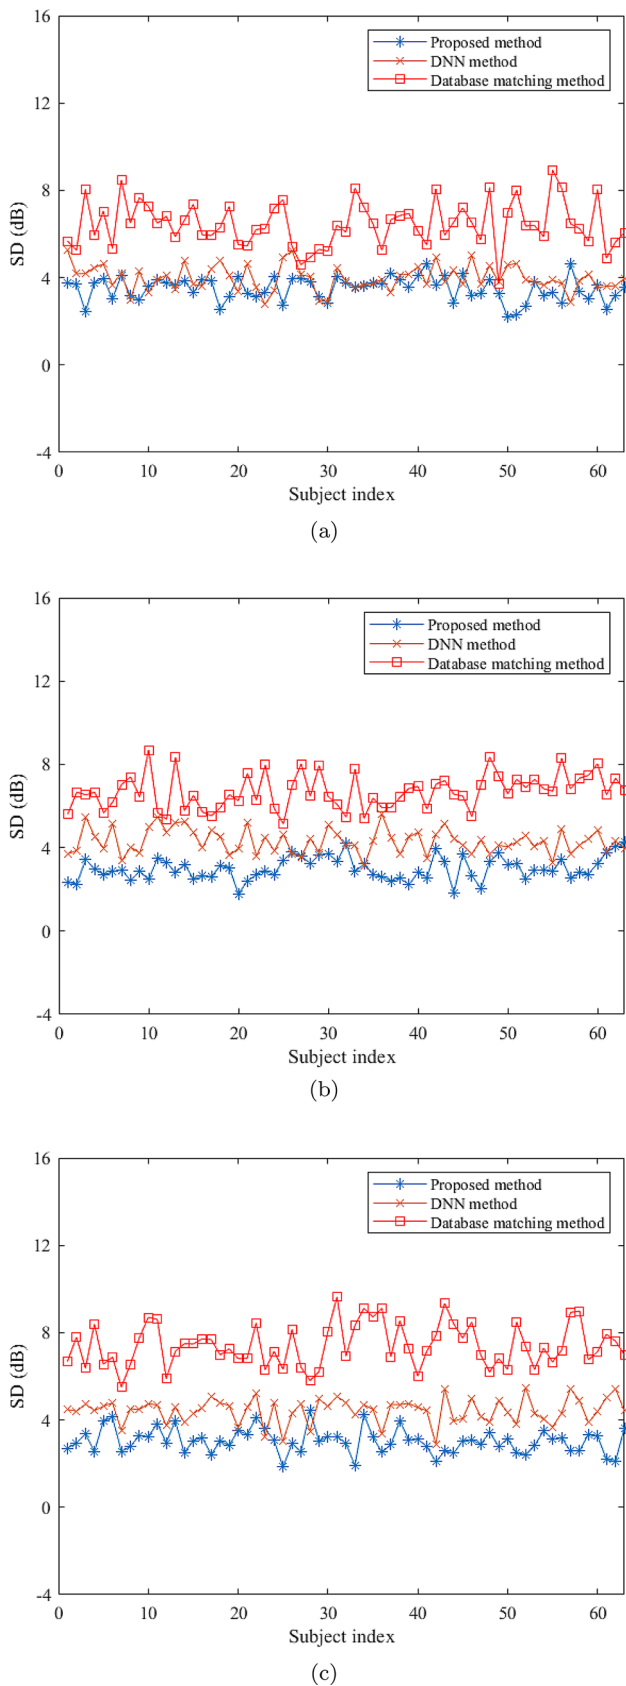 16
12
8
4
0
-4
SD (dB)
Proposed method
DNN method
Database matching method
0 10 20 30 40 50 60
Subject index
(a)
16
12
8
4
0
-4
SD (dB)
Proposed method
DNN method
Database matching method
0 10 20 30 40 50 60
Subject index
(b)
16
12
8
4
0
-4
SD (dB)
Proposed method
DNN method
Database matching method
0 10 20 30 40 50 60
Subject index
(c)